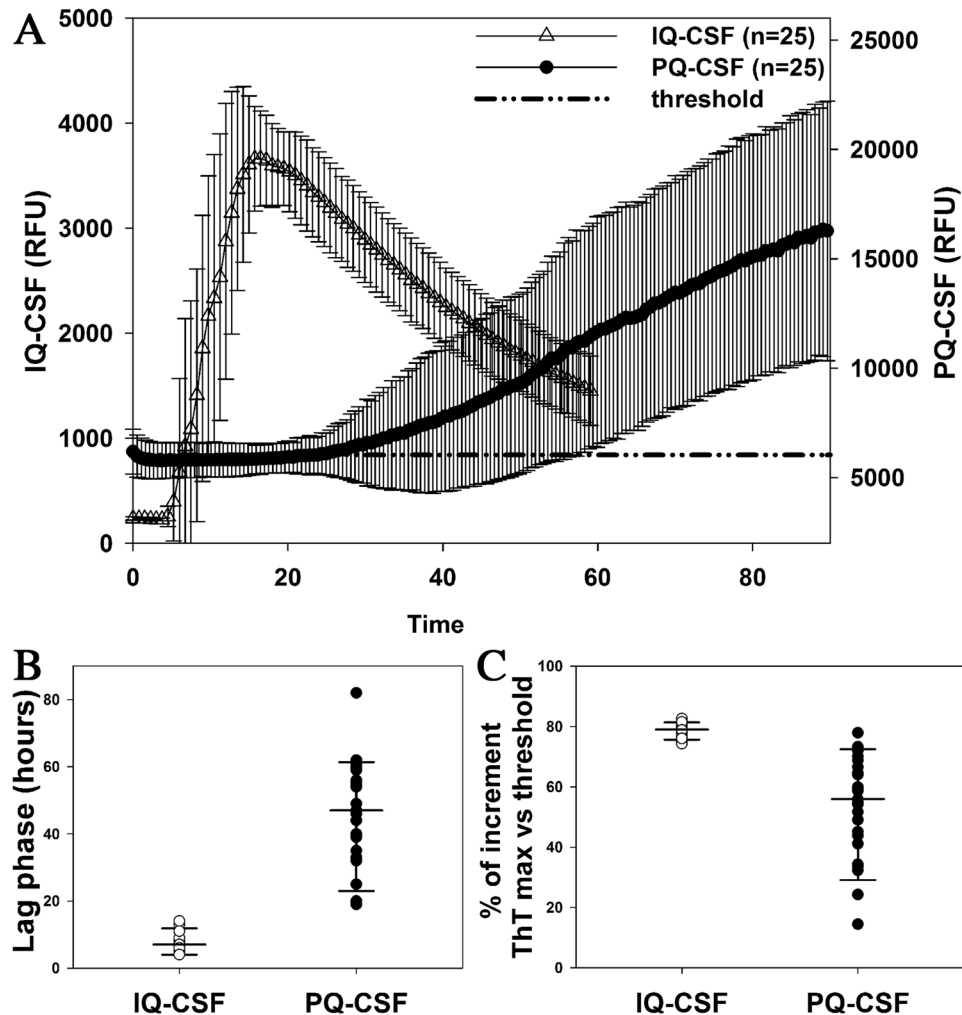 A
5000
4000
3000
2000
1000
0
IQ-CSF (RFU)
IQ-CSF (n=25)
PQ-CSF (n=25)
threshold
25000
20000
15000
10000
5000
PQ-CSF (RFU)
0 20 40 60 80
Time
B
80
60
40
20
0
Lag phase (hours)
IQ-CSF PQ-CSF
C
100
80
60
40
20
0
% of increment
ThT max vs threshold
IQ-CSF PQ-CSF